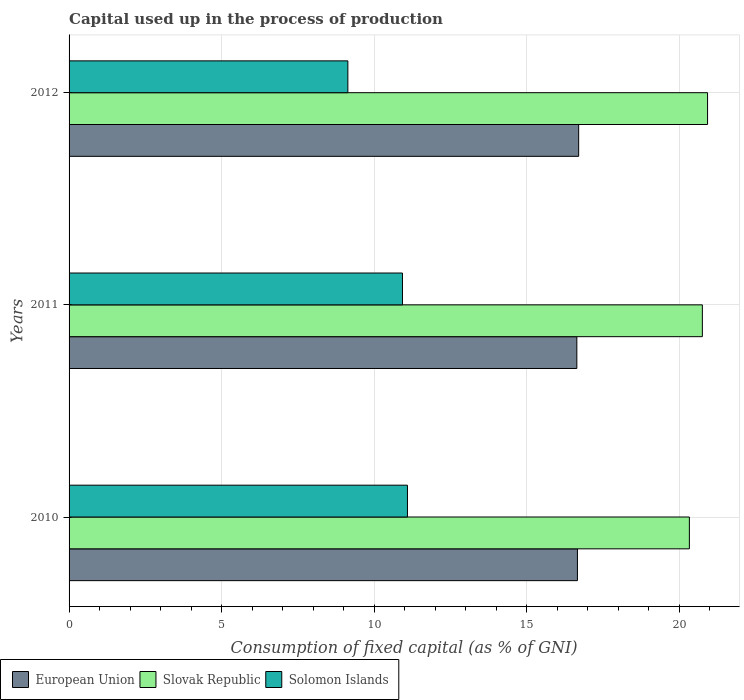 Capital used up in the process of production
2012
2011
2010
Years
0
5
10
15
20
Consumption of fixed capital (as % of GNI)
European Union
Slovak Republic
Solomon Islands